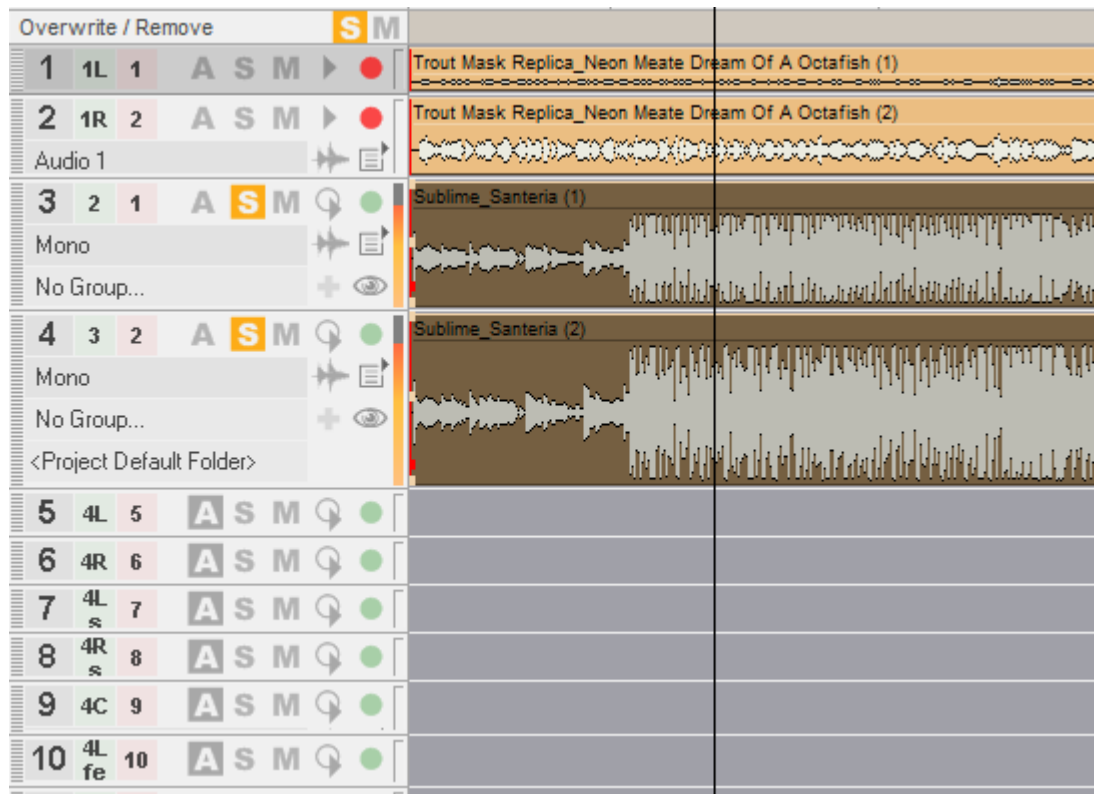 Overwrite / Remove S M
1 1L 1 A S M
Trout Mask Replica_Neon Meate Dream Of A Octafish (1)
2 1R 2 A S M
Trout Mask Replica_Neon Meate Dream Of A Octafish (2)
Audio 1
3 2 1 A S M
Sublime_Santeria (1)
Mono
No Group...
4 3 2 A S M
Sublime_Santeria (2)
Mono
No Group...
<Project Default Folder>
5 4L 5 A S M
6 4R 6 A S M
7 4L s 7 A S M
8 4R s 8 A S M
9 4C 9 A S M
10 4L fe 10 A S M